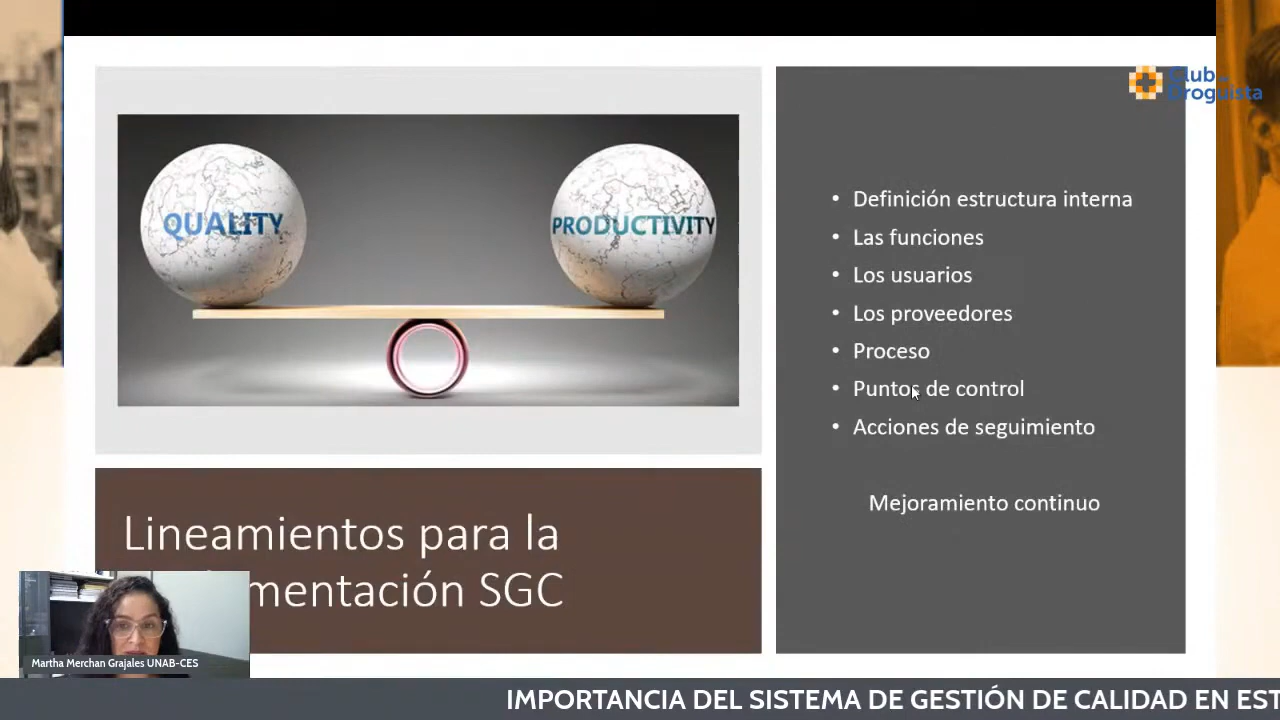 Club del
Droguista
QUALITY
PRODUCTIVITY
• Definición estructura interna
• Las funciones
• Los usuarios
• Los proveedores
• Proceso
• Puntos de control
• Acciones de seguimiento
Mejoramiento continuo
Lineamientos para la
mentación SGC
Martha Merchan Grajales UNAB-CES
IMPORTANCIA DEL SISTEMA DE GESTIÓN DE CALIDAD EN EST